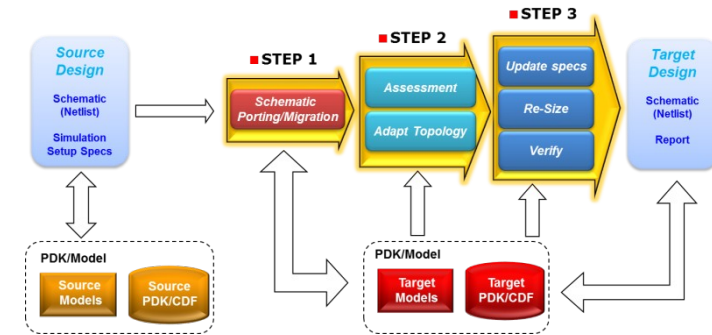 Source
Design
Schematic
(Netlist)
Simulation
Setup Specs
STEP 1
Schematic
Porting/Migration
STEP 2
Assessment
Adapt Topology
STEP 3
Update specs
Re-Size
Verify
Target
Design
Schematic
(Netlist)
Report
PDK/Model
Source
Models
Source
PDK/CDF
PDK/Model
Target
Models
Target
PDK/CDF